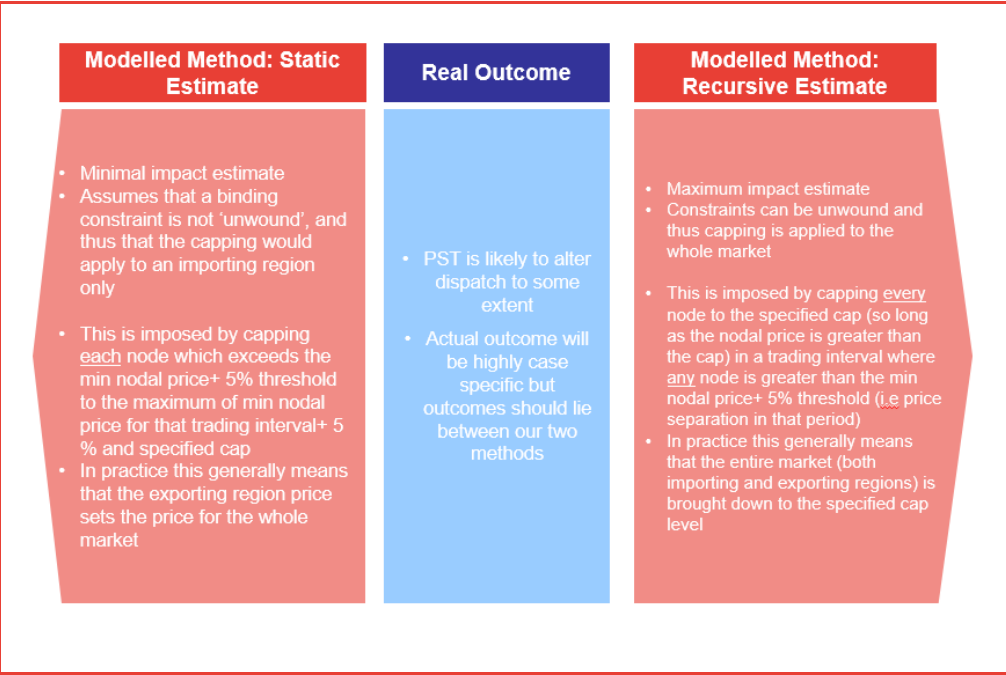 Modelled Method: Static
Estimate
• Minimal impact estimate
• Assumes that a binding
constraint is not ‘unwound’, and
thus that the capping would
apply to an importing region
only
• This is imposed by capping
each node which exceeds the
min nodal price+ 5% threshold
to the maximum of min nodal
price for that trading interval+ 5
% and specified cap
• In practice this generally means
that the exporting region price
sets the price for the whole
market
Real Outcome
• PST is likely to alter
dispatch to some
extent
• Actual outcome will
be highly case
specific but
outcomes should lie
between our two
methods
Modelled Method:
Recursive Estimate
• Maximum impact estimate
• Constraints can be unwound and
thus capping is applied to the
whole market
• This is imposed by capping every
node to the specified cap (so long
as the nodal price is greater than
the cap) in a trading interval where
any node is greater than the min
nodal price+ 5% threshold (i.e price
separation in that period)
• In practice this generally means
that the entire market (both
importing and exporting regions) is
brought down to the specified cap
level